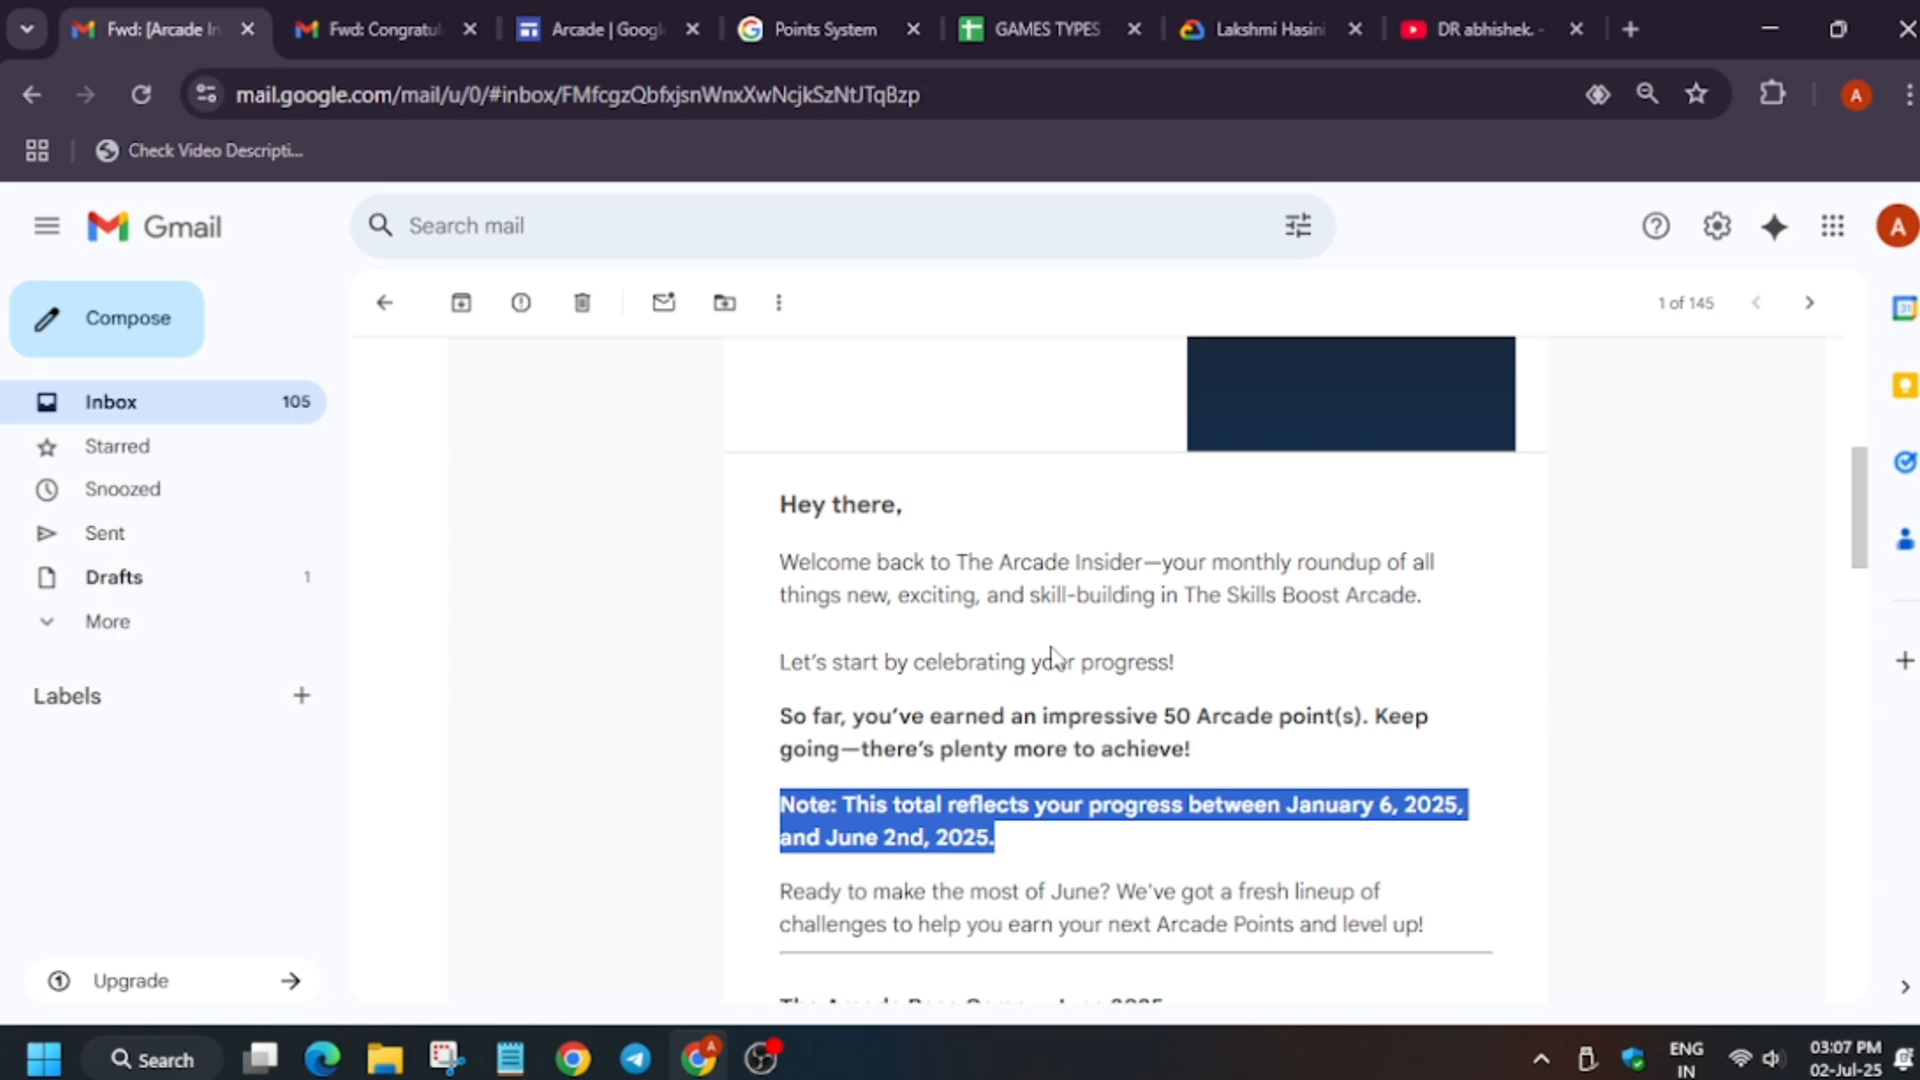 Fwd: [Arcade In
Fwd: Congratul
Arcade | Googl
Points System
GAMES TYPES
Lakshmi Hasini
DR abhishek. -
mail.google.com/mail/u/0/#inbox/FMfcgzQbfxjsnWnxXwNcjkSzNtJTqBzp
A
Check Video Descripti...
Gmail
Search mail
A
Compose
1 of 145
31
Inbox 105
Starred
Snoozed
Sent
Drafts 1
More
Labels
Hey there,
Welcome back to The Arcade Insider—your monthly roundup of all
things new, exciting, and skill-building in The Skills Boost Arcade.
Let's start by celebrating your progress!
So far, you've earned an impressive 50 Arcade point(s). Keep
going—there's plenty more to achieve!
Note: This total reflects your progress between January 6, 2025,
and June 2nd, 2025.
Ready to make the most of June? We've got a fresh lineup of
challenges to help you earn your next Arcade Points and level up!
Upgrade
Search
A
ENG
IN
03:07 PM
02-Jul-25